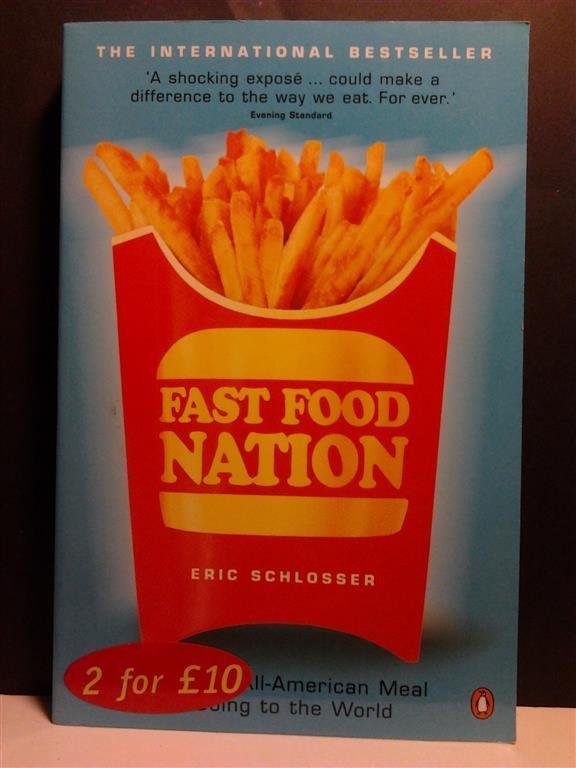 THE INTERNATIONAL BESTSELLER
'A shocking exposé ... could make a
difference to the way we eat. For ever.'
Evening Standard
FAST FOOD
NATION
ERIC SCHLOSSER
2 for £10
All-American Meal
to the World